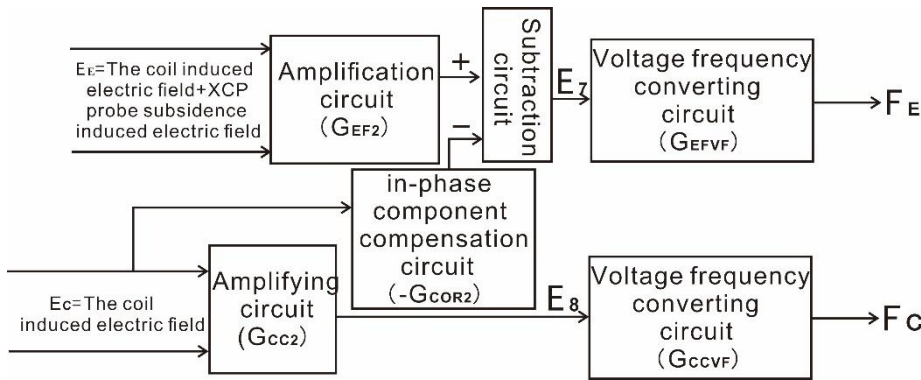 EE=The coil induced
electric field+XCP
probe subsidence
induced electric field
Amplification
circuit
(GEF2)
+
−
Subtraction
circuit
E7
Voltage frequency
converting
circuit
(GEFVF)
FE
in-phase
component
compensation
circuit
(-GCOR2)
Ec=The coil
induced electric field
Amplifying
circuit
(GCC2)
E8
Voltage frequency
converting
circuit
(GCCVF)
FC